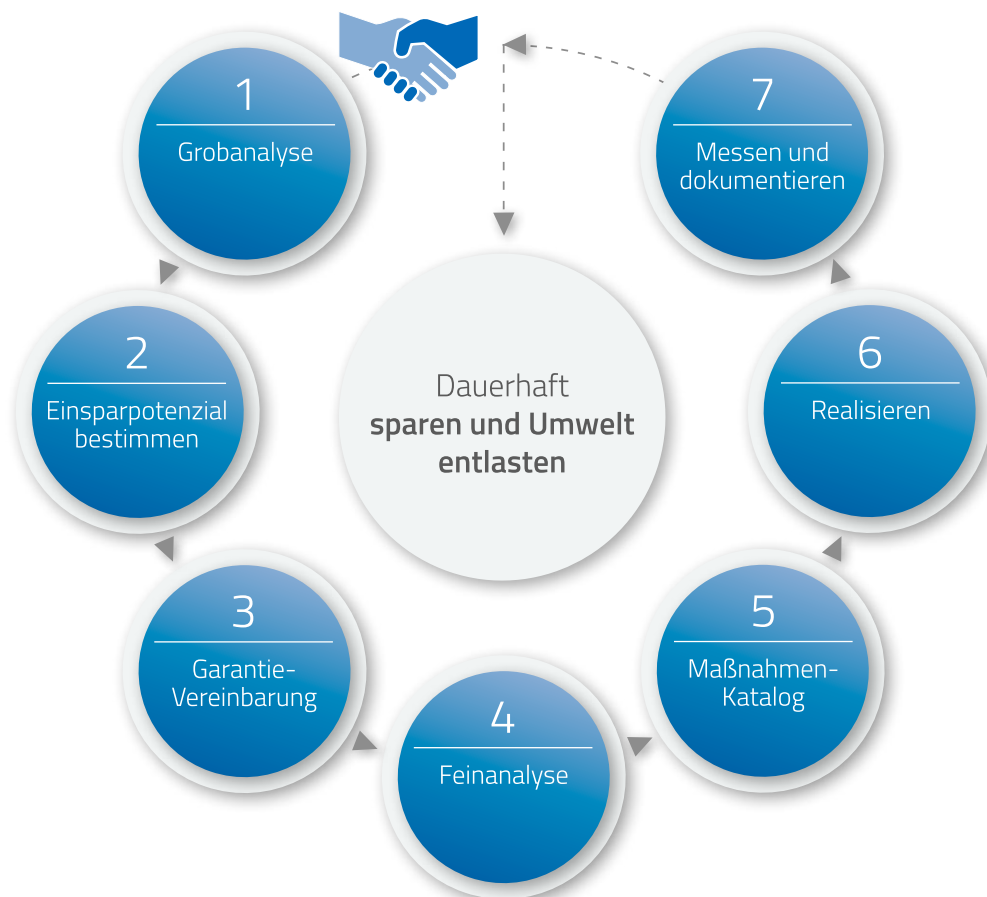 1
Grobanalyse
2
Einsparpotenzial
bestimmen
3
Garantie-
Vereinbarung
4
Feinanalyse
5
Maßnahmen-
Katalog
6
Realisieren
7
Messen und
dokumentieren
Dauerhaft
sparen und Umwelt
entlasten